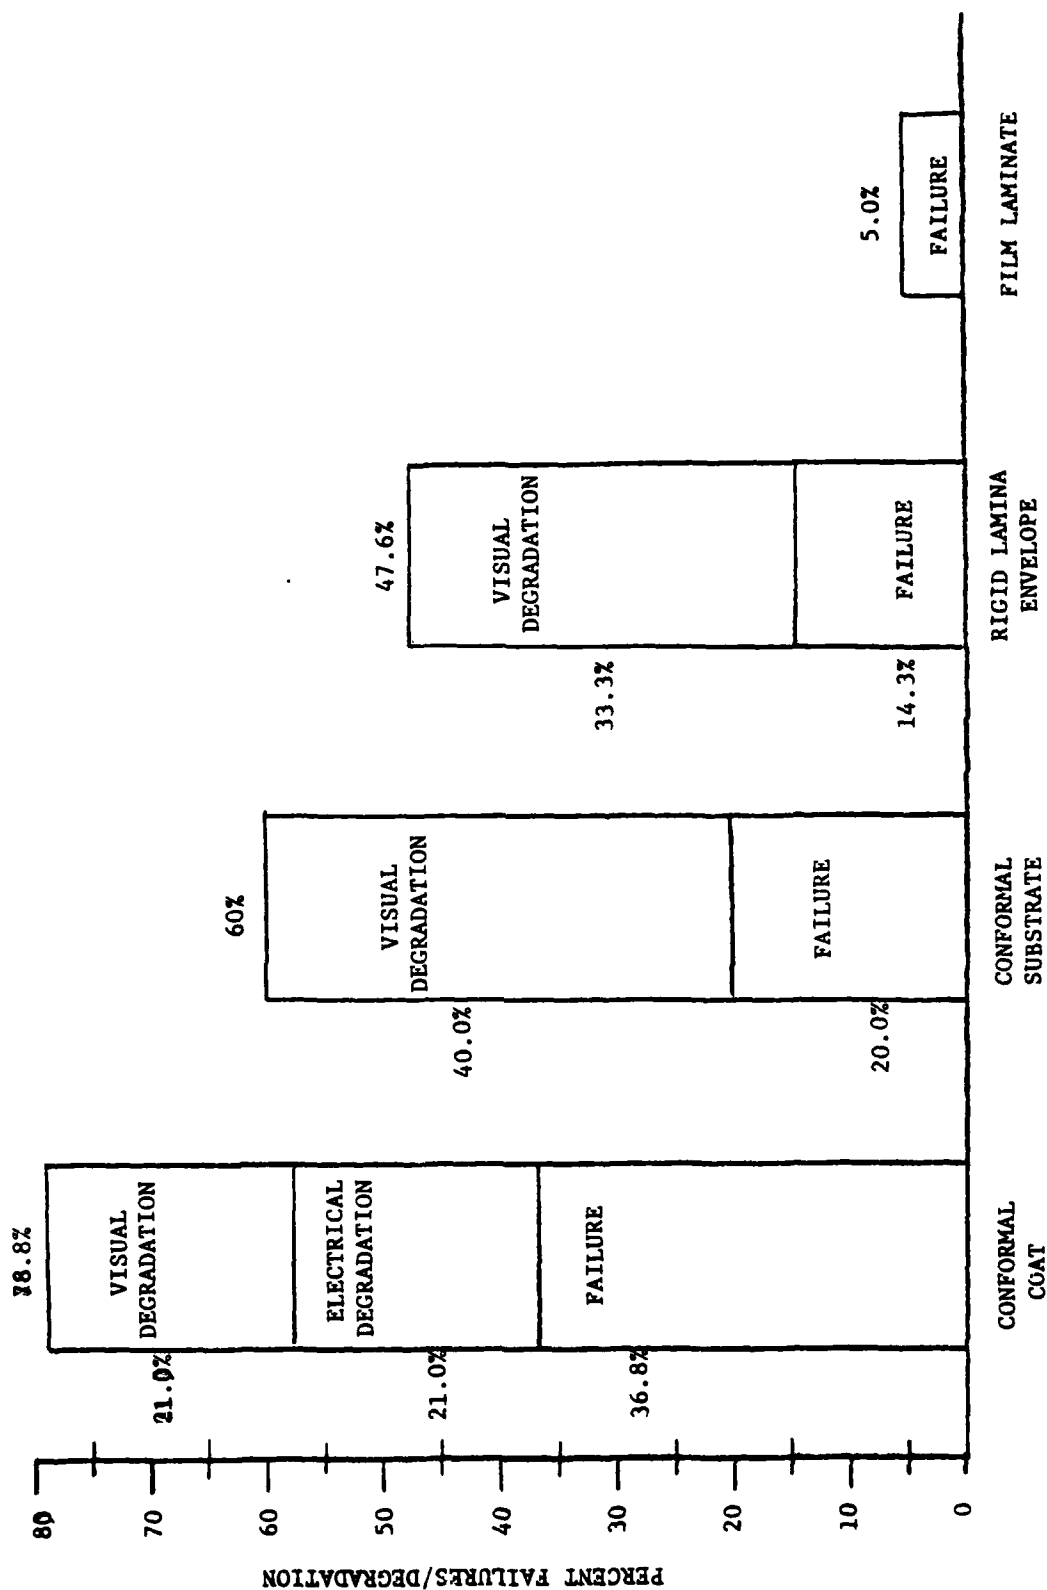 PERCENT FAILURES/DEGRADATION
80
70
60
50
40
30
20
10
0
78.8%
VISUAL
DEGRADATION
21.0%
ELECTRICAL
DEGRADATION
21.0%
FAILURE
36.8%
CONFORMAL
COAT
60%
VISUAL
DEGRADATION
40.0%
FAILURE
20.0%
CONFORMAL
SUBSTRATE
47.6%
VISUAL
DEGRADATION
33.3%
FAILURE
14.3%
RIGID LAMINA
ENVELOPE
5.0%
FAILURE
FILM LAMINATE